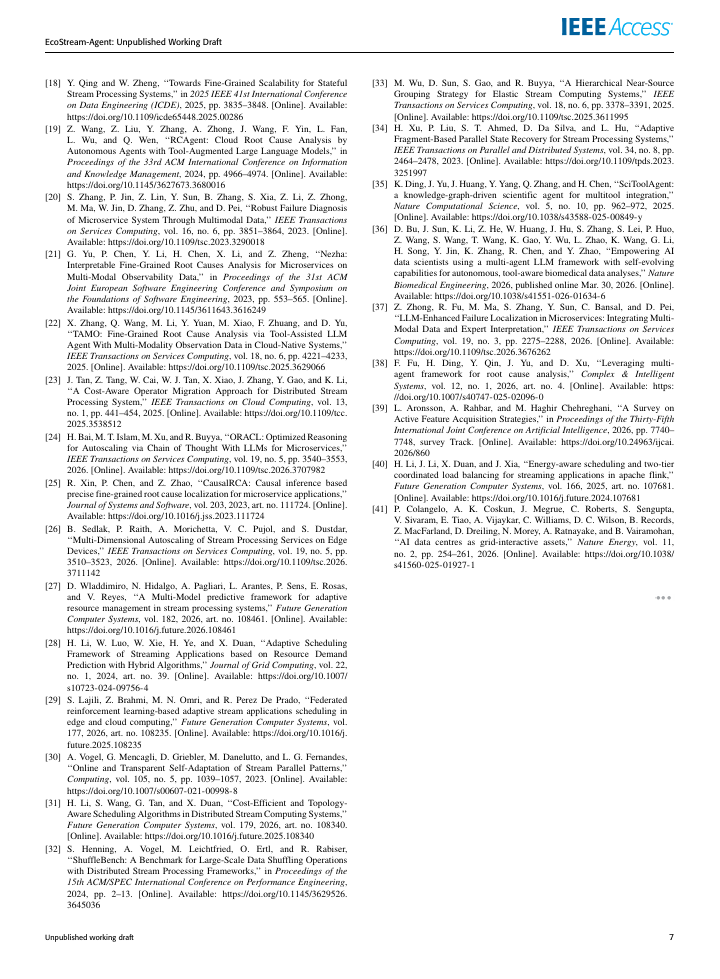 IEEE Access
EcoStream-Agent: Unpublished Working Draft
[18] Y. Qing and W. Zheng, “Towards Fine-Grained Scalability for Stateful
Stream Processing Systems,” in 2025 IEEE 41st International Conference
on Data Engineering (ICDE), 2025, pp. 3835–3848. [Online]. Available:
https://doi.org/10.1109/icde65448.2025.00286
[19] Z. Wang, Z. Liu, Y. Zhang, A. Zhong, J. Wang, F. Yin, L. Fan,
L. Wu, and Q. Wen, “RCAgent: Cloud Root Cause Analysis by
Autonomous Agents with Tool-Augmented Large Language Models,” in
Proceedings of the 33rd ACM International Conference on Information
and Knowledge Management, 2024, pp. 4966–4974. [Online]. Available:
https://doi.org/10.1145/3627673.3680016
[20] S. Zhang, P. Jin, Z. Lin, Y. Sun, B. Zhang, S. Xia, Z. Li, Z. Zhong,
M. Ma, W. Jin, D. Zhang, Z. Zhu, and D. Pei, “Robust Failure Diagnosis
of Microservice System Through Multimodal Data,” IEEE Transactions
on Services Computing, vol. 16, no. 6, pp. 3851–3864, 2023. [Online].
Available: https://doi.org/10.1109/tsc.2023.3290018
[21] G. Yu, P. Chen, Y. Li, H. Chen, X. Li, and Z. Zheng, “Nezha:
Interpretable Fine-Grained Root Causes Analysis for Microservices on
Multi-Modal Observability Data,” in Proceedings of the 31st ACM
Joint European Software Engineering Conference and Symposium on
the Foundations of Software Engineering, 2023, pp. 553–565. [Online].
Available: https://doi.org/10.1145/3611643.3616249
[22] X. Zhang, Q. Wang, M. Li, Y. Yuan, M. Xiao, F. Zhuang, and D. Yu,
“TAMO: Fine-Grained Root Cause Analysis via Tool-Assisted LLM
Agent With Multi-Modality Observation Data in Cloud-Native Systems,”
IEEE Transactions on Services Computing, vol. 18, no. 6, pp. 4221–4233,
2025. [Online]. Available: https://doi.org/10.1109/tsc.2025.3629066
[23] J. Tan, Z. Tang, W. Cai, W. J. Tan, X. Xiao, J. Zhang, Y. Gao, and K. Li,
“A Cost-Aware Operator Migration Approach for Distributed Stream
Processing System,” IEEE Transactions on Cloud Computing, vol. 13,
no. 1, pp. 441–454, 2025. [Online]. Available: https://doi.org/10.1109/tcc.
2025.3538512
[24] H. Bai, M. T. Islam, M. Xu, and R. Buyya, “ORACL: Optimized Reasoning
for Autoscaling via Chain of Thought With LLMs for Microservices,”
IEEE Transactions on Services Computing, vol. 19, no. 5, pp. 3540–3553,
2026. [Online]. Available: https://doi.org/10.1109/tsc.2026.3707982
[25] R. Xin, P. Chen, and Z. Zhao, “CausalRCA: Causal inference based
precise fine-grained root cause localization for microservice applications,”
Journal of Systems and Software, vol. 203, 2023, art. no. 111724. [Online].
Available: https://doi.org/10.1016/j.jss.2023.111724
[26] B. Sedlak, P. Raith, A. Morichetta, V. C. Pujol, and S. Dustdar,
“Multi-Dimensional Autoscaling of Stream Processing Services on Edge
Devices,” IEEE Transactions on Services Computing, vol. 19, no. 5, pp.
3510–3523, 2026. [Online]. Available: https://doi.org/10.1109/tsc.2026.
3711142
[27] D. Wladdimiro, N. Hidalgo, A. Pagliari, L. Arantes, P. Sens, E. Rosas,
and V. Reyes, “A Multi-Model predictive framework for adaptive
resource management in stream processing systems,” Future Generation
Computer Systems, vol. 182, 2026, art. no. 108461. [Online]. Available:
https://doi.org/10.1016/j.future.2026.108461
[28] H. Li, W. Luo, W. Xie, H. Ye, and X. Duan, “Adaptive Scheduling
Framework of Streaming Applications based on Resource Demand
Prediction with Hybrid Algorithms,” Journal of Grid Computing, vol. 22,
no. 1, 2024, art. no. 39. [Online]. Available: https://doi.org/10.1007/
s10723-024-09756-4
[29] S. Lajili, Z. Brahmi, M. N. Omri, and R. Perez De Prado, “Federated
reinforcement learning-based adaptive stream applications scheduling in
edge and cloud computing,” Future Generation Computer Systems, vol.
177, 2026, art. no. 108235. [Online]. Available: https://doi.org/10.1016/j.
future.2025.108235
[30] A. Vogel, G. Mencagli, D. Griebler, M. Danelutto, and L. G. Fernandes,
“Online and Transparent Self-Adaptation of Stream Parallel Patterns,”
Computing, vol. 105, no. 5, pp. 1039–1057, 2023. [Online]. Available:
https://doi.org/10.1007/s00607-021-00998-8
[31] H. Li, S. Wang, G. Tan, and X. Duan, “Cost-Efficient and Topology-
Aware Scheduling Algorithms in Distributed Stream Computing Systems,”
Future Generation Computer Systems, vol. 179, 2026, art. no. 108340.
[Online]. Available: https://doi.org/10.1016/j.future.2025.108340
[32] S. Henning, A. Vogel, M. Leichtfried, O. Ertl, and R. Rabiser,
“ShuffleBench: A Benchmark for Large-Scale Data Shuffling Operations
with Distributed Stream Processing Frameworks,” in Proceedings of the
15th ACM/SPEC International Conference on Performance Engineering,
2024, pp. 2–13. [Online]. Available: https://doi.org/10.1145/3629526.
3645036
[33] M. Wu, D. Sun, S. Gao, and R. Buyya, “A Hierarchical Near-Source
Grouping Strategy for Elastic Stream Computing Systems,” IEEE
Transactions on Services Computing, vol. 18, no. 6, pp. 3378–3391, 2025.
[Online]. Available: https://doi.org/10.1109/tsc.2025.3611995
[34] H. Xu, P. Liu, S. T. Ahmed, D. Da Silva, and L. Hu, “Adaptive
Fragment-Based Parallel State Recovery for Stream Processing Systems,”
IEEE Transactions on Parallel and Distributed Systems, vol. 34, no. 8, pp.
2464–2478, 2023. [Online]. Available: https://doi.org/10.1109/tpds.2023.
3251997
[35] K. Ding, J. Yu, J. Huang, Y. Yang, Q. Zhang, and H. Chen, “SciToolAgent:
a knowledge-graph-driven scientific agent for multitool integration,”
Nature Computational Science, vol. 5, no. 10, pp. 962–972, 2025.
[Online]. Available: https://doi.org/10.1038/s43588-025-00849-y
[36] D. Bu, J. Sun, K. Li, Z. He, W. Huang, J. Hu, S. Zhang, S. Lei, P. Huo,
Z. Wang, S. Wang, T. Wang, K. Gao, Y. Wu, L. Zhao, K. Wang, G. Li,
H. Song, Y. Jin, K. Zhang, R. Chen, and Y. Zhao, “Empowering AI
data scientists using a multi-agent LLM framework with self-evolving
capabilities for autonomous, tool-aware biomedical data analyses,” Nature
Biomedical Engineering, 2026, published online Mar. 30, 2026. [Online].
Available: https://doi.org/10.1038/s41551-026-01634-6
[37] Z. Zhong, R. Fu, M. Ma, S. Zhang, Y. Sun, C. Bansal, and D. Pei,
“LLM-Enhanced Failure Localization in Microservices: Integrating Multi-
Modal Data and Expert Interpretation,” IEEE Transactions on Services
Computing, vol. 19, no. 3, pp. 2275–2288, 2026. [Online]. Available:
https://doi.org/10.1109/tsc.2026.3676262
[38] F. Fu, H. Ding, Y. Qin, J. Yu, and D. Xu, “Leveraging multi-
agent framework for root cause analysis,” Complex & Intelligent
Systems, vol. 12, no. 1, 2026, art. no. 4. [Online]. Available: https:
//doi.org/10.1007/s40747-025-02096-0
[39] L. Aronsson, A. Rahbar, and M. Haghir Chehreghani, “A Survey on
Active Feature Acquisition Strategies,” in Proceedings of the Thirty-Fifth
International Joint Conference on Artificial Intelligence, 2026, pp. 7740–
7748, survey Track. [Online]. Available: https://doi.org/10.24963/ijcai.
2026/860
[40] H. Li, J. Li, X. Duan, and J. Xia, “Energy-aware scheduling and two-tier
coordinated load balancing for streaming applications in apache flink,”
Future Generation Computer Systems, vol. 166, 2025, art. no. 107681.
[Online]. Available: https://doi.org/10.1016/j.future.2024.107681
[41] P. Colangelo, A. K. Coskun, J. Megrue, C. Roberts, S. Sengupta,
V. Sivaram, E. Tiao, A. Vijaykar, C. Williams, D. C. Wilson, B. Records,
Z. MacFarland, D. Dreiling, N. Morey, A. Ratnayake, and B. Vairamohan,
“AI data centres as grid-interactive assets,” Nature Energy, vol. 11,
no. 2, pp. 254–261, 2026. [Online]. Available: https://doi.org/10.1038/
s41560-025-01927-1
Unpublished working draft
7